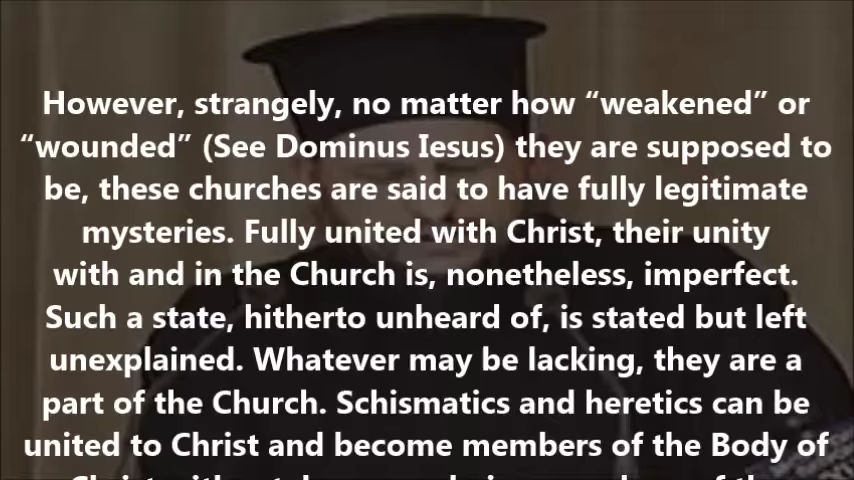 However, strangely, no matter how “weakened” or
“wounded” (See Dominus Iesus) they are supposed to
be, these churches are said to have fully legitimate
mysteries. Fully united with Christ, their unity
with and in the Church is, nonetheless, imperfect.
Such a state, hitherto unheard of, is stated but left
unexplained. Whatever may be lacking, they are a
part of the Church. Schismatics and heretics can be
united to Christ and become members of the Body of